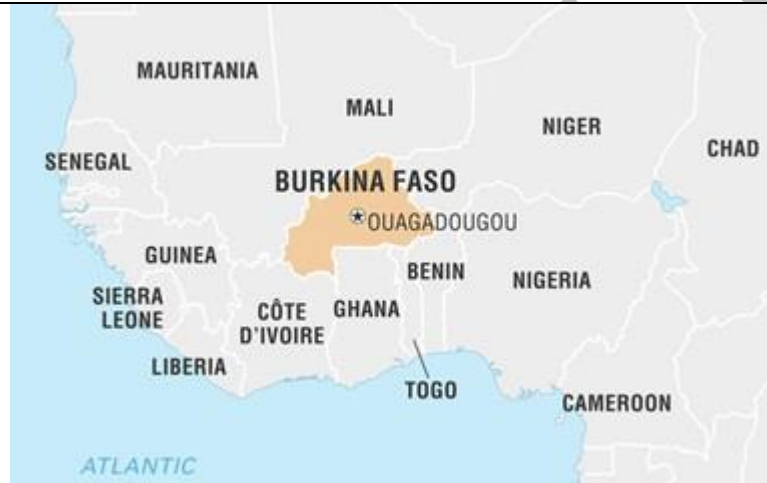 MAURITANIA
MALI
NIGER
CHAD
SENEGAL
BURKINA FASO
OUAGADOUGOU
GUINEA
BENIN
NIGERIA
SIERRA
LEONE
CÔTE
D'IVOIRE
GHANA
LIBERIA
TOGO
CAMEROON
ATLANTIC